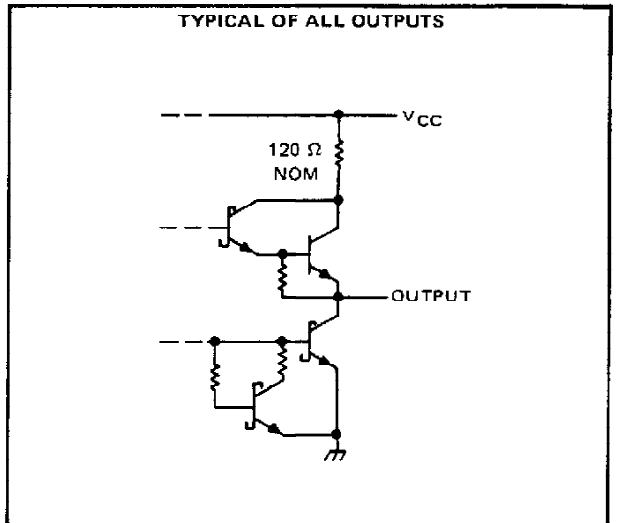 TYPICAL OF ALL OUTPUTS
VCC
120 Ω
NOM
OUTPUT